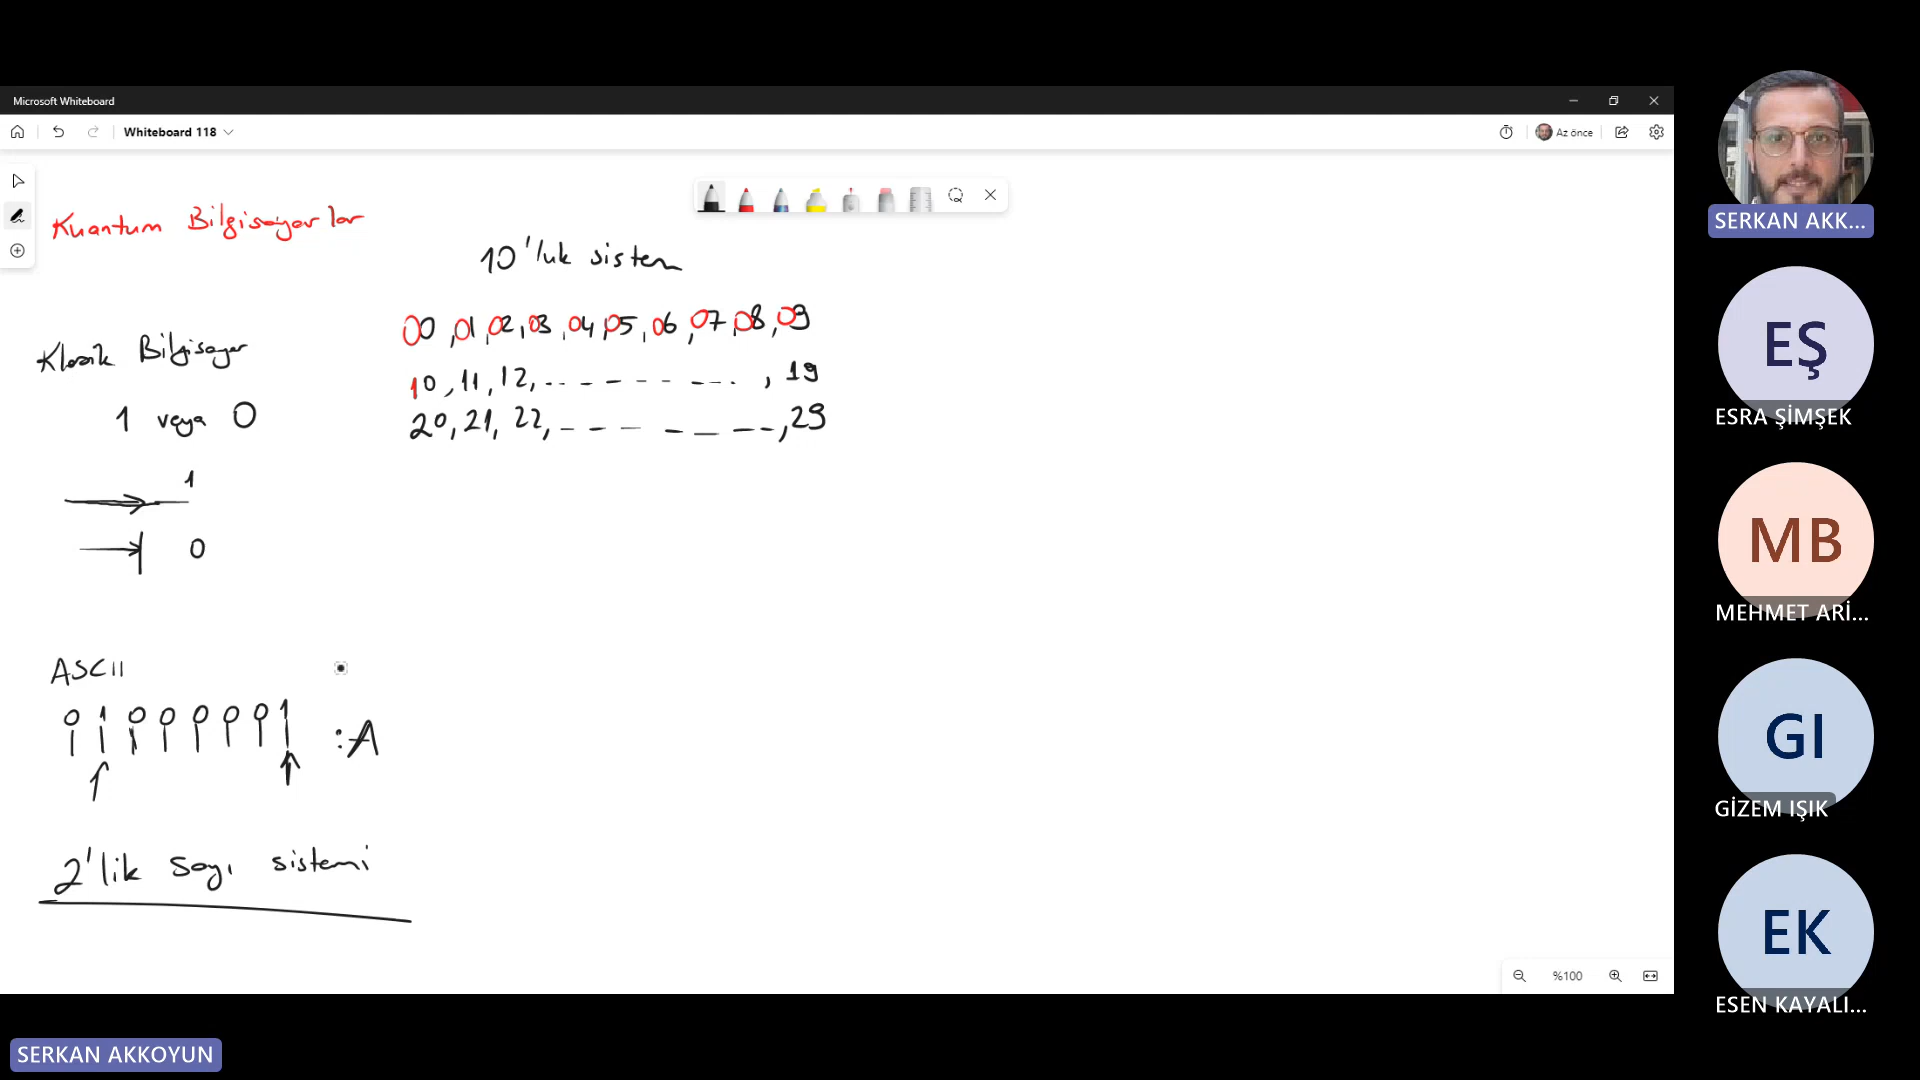 Microsoft Whiteboard
Whiteboard 118
Az önce
Kuantum Bilgisayarlar
10'luk sistem
00, 01, 02, 03, 04, 05, 06, 07, 08, 09
10, 11, 12, ---------, 19
20, 21, 22, ---------, 29
Klasik Bilgisayar
1 veya 0
1
0
ASCII
0 1 0 0 0 0 0 1 : A
2'lik sayı sistemi
%100
SERKAN AKK...
EŞ
ESRA ŞİMŞEK
MB
MEHMET ARİ...
GI
GİZEM IŞIK
EK
ESEN KAYALI...
SERKAN AKKOYUN